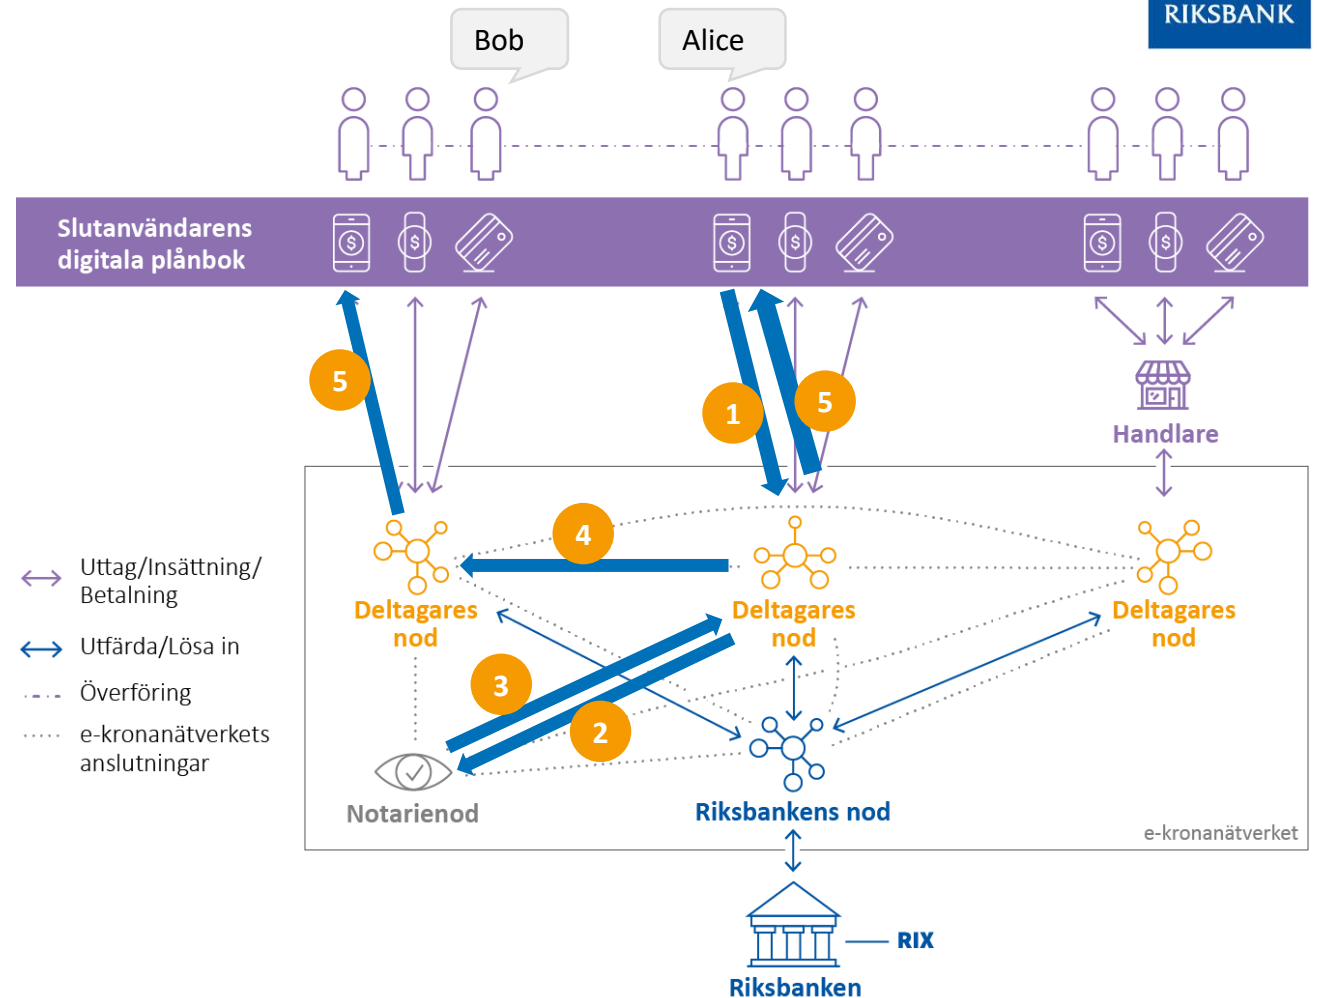 RIKSBANK
Bob
Alice
Slutanvändarens
digitala plånbok
5
1
5
Handlare
4
Deltagares
nod
Deltagares
nod
Deltagares
nod
Uttag/Insättning/
Betalning
Utfärda/Lösa in
Överföring
e-kronanätverkets
anslutningar
3
2
Notarienod
Riksbankens nod
e-kronanätverket
RIX
Riksbanken